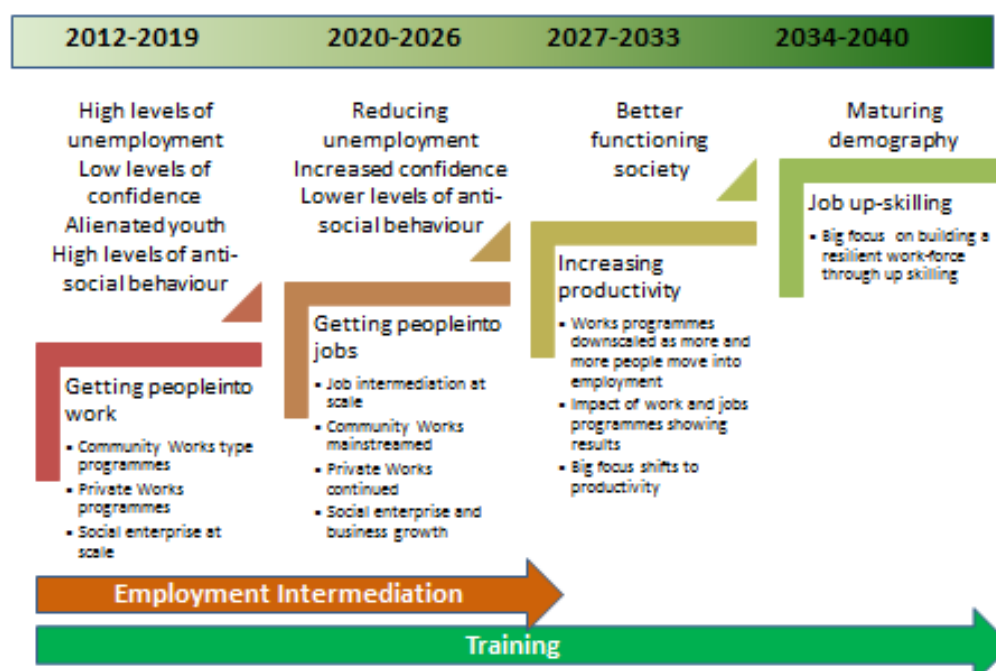 2012-2019
2020-2026
2027-2033
2034-2040
High levels of
unemployment
Low levels of
confidence
Alienated youth
High levels of anti-
social behaviour
Reducing
unemployment
Increased confidence
Lower levels of anti-
social behaviour
Better
functioning
society
Maturing
demography
Getting peopleinto
work
▪ Community Works type
programmes
▪ Private Works
programmes
▪ Social enterprise at
scale
Getting peopleinto
jobs
▪ Job intermediation at
scale
▪ Community Works
mainstreamed
▪ Private Works
continued
▪ Social enterprise and
business growth
Increasing
productivity
▪ Works programmes
downscaled as more and
more people move into
employment
▪ Impact of work and jobs
programmes showing
results
▪ Big focus shifts to
productivity
Job up-skilling
▪ Big focus on building a
resilient work-force
through up skilling
Employment Intermediation
Training